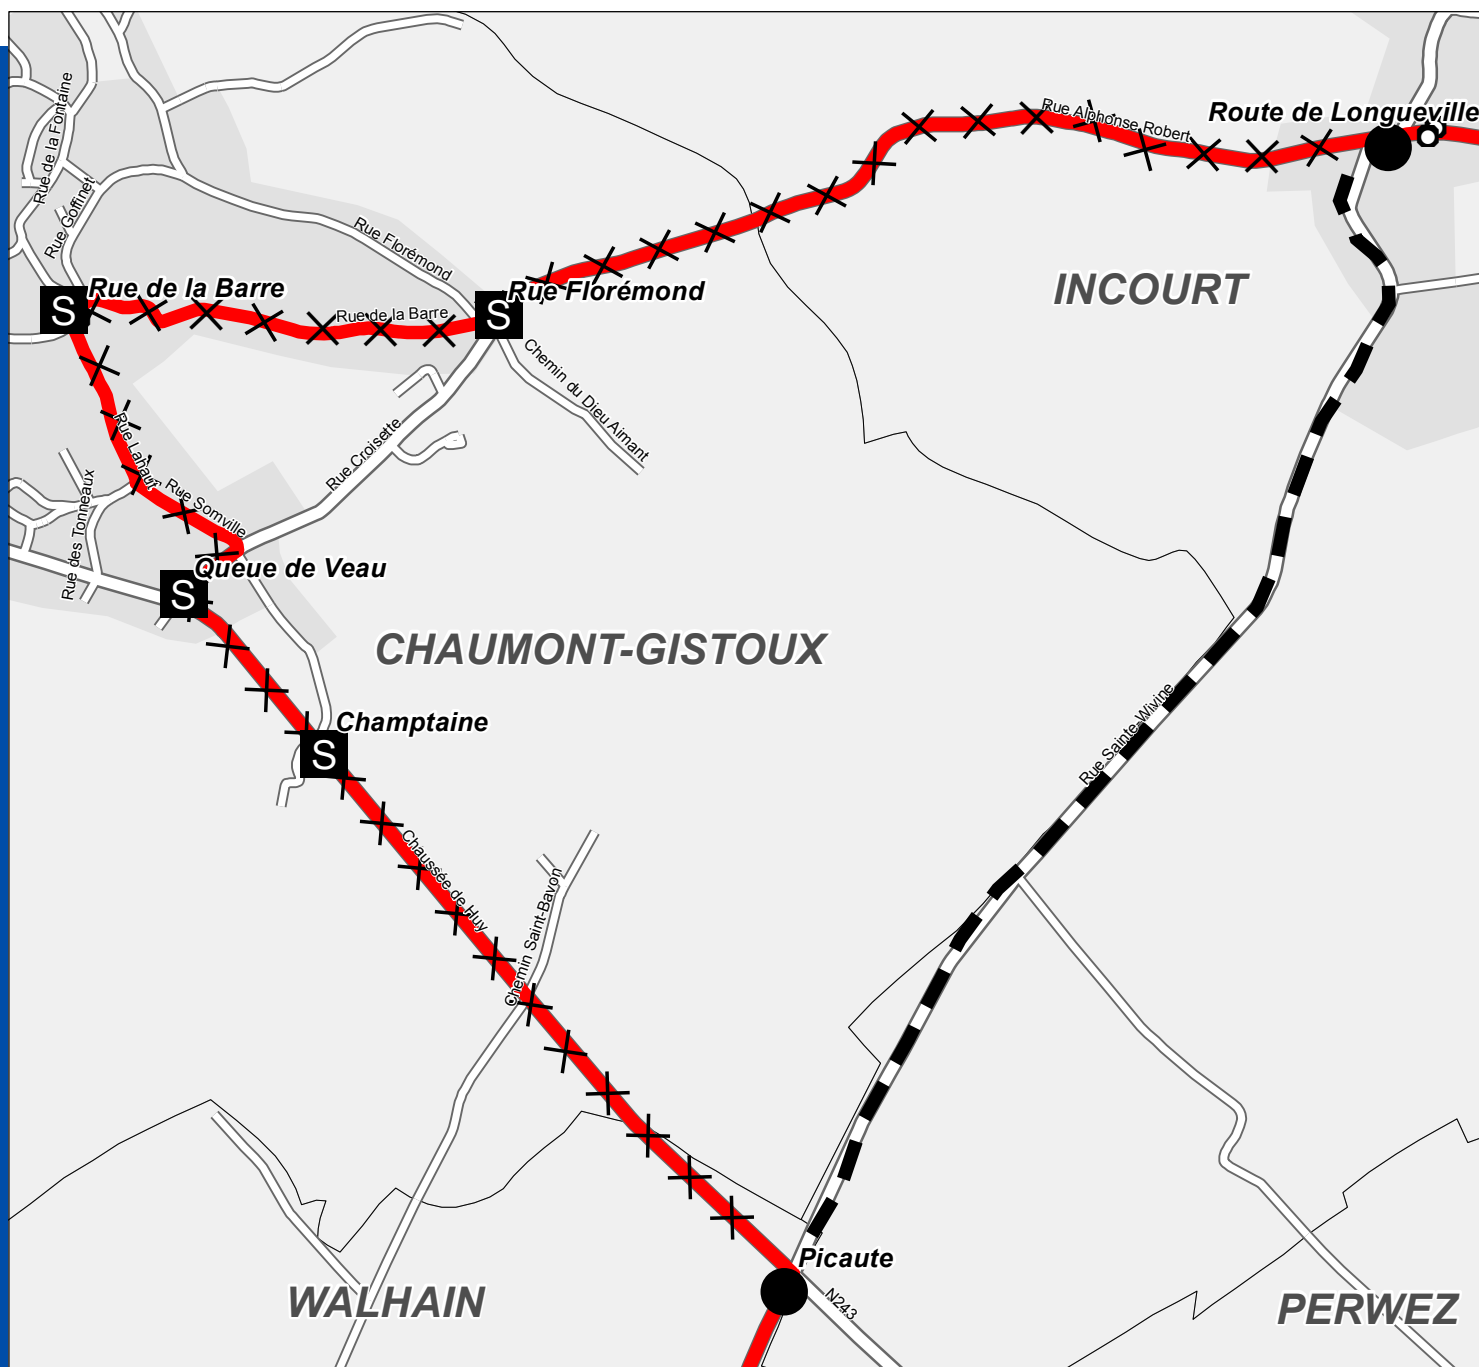 Rue de la Fontaine
Rue Alphonse Robert
Route de Longueville
Rue Goffinet
Rue Florémond
Rue de la Barre
Rue Florémond
INCOURT
S
S
Rue de la Barre
Chemin du Dieu Aimant
Rue Croisette
Rue Lahaut
Rue Somville
Rue des Tonneaux
Queue de Veau
S
CHAUMONT-GISTOUX
Champtaine
S
Rue Sainte-Wivine
Chaussée de Huy
Chemin Saint-Bavon
Picaute
WALHAIN
N243
PERWEZ